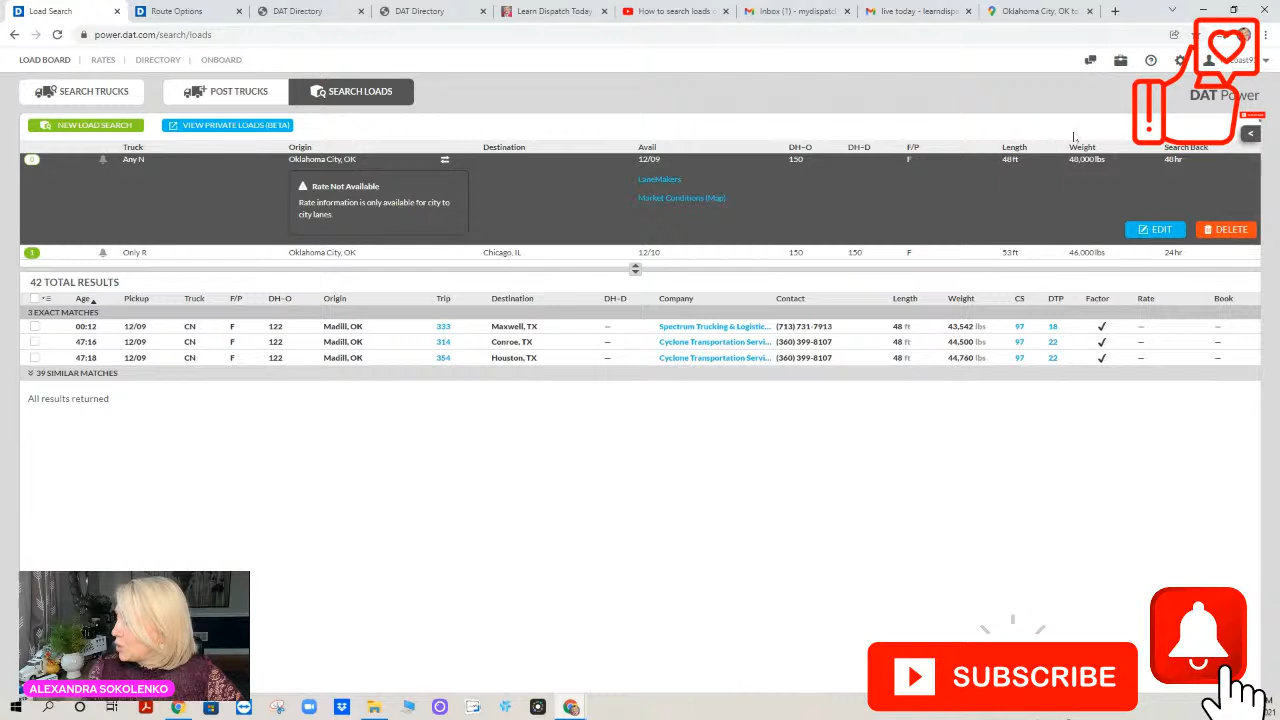 Load Search
Route Options
DAT Directory
DAT Directory
Learn Dispatch Today
How to search loads
Inbox (1) - mydispa
live today - learndisp
Oklahoma City, OK to
power.dat.com/search/loads
LOAD BOARD RATES DIRECTORY ONBOARD
SEARCH TRUCKS POST TRUCKS SEARCH LOADS DAT Power
NEW LOAD SEARCH VIEW PRIVATE LOADS (BETA)
Truck Origin Destination Avail DH-O DH-D F/P Length Weight Search Back
0 Any N Oklahoma City, OK 12/09 150 F 48 ft 48,000 lbs 48 hr
Rate Not Available
Rate information is only available for city to
city lanes.
LaneMakers
Market Conditions (Map)
EDIT DELETE
1 Only R Oklahoma City, OK Chicago, IL 12/10 150 150 F 53 ft 46,000 lbs 24 hr
42 TOTAL RESULTS
Age Pickup Truck F/P DH-O Origin Trip Destination DH-D Company Contact Length Weight CS DTP Factor Rate Book
3 EXACT MATCHES
00:12 12/09 CN F 122 Madill, OK 333 Maxwell, TX — Spectrum Trucking & Logistic... (713) 731-7913 48 ft 43,542 lbs 97 18 ✓ — —
47:16 12/09 CN F 122 Madill, OK 314 Conroe, TX — Cyclone Transportation Servi... (360) 399-8107 48 ft 44,500 lbs 97 22 ✓ — —
47:18 12/09 CN F 122 Madill, OK 354 Houston, TX — Cyclone Transportation Servi... (360) 399-8107 48 ft 44,760 lbs 97 22 ✓ — —
39 SIMILAR MATCHES
All results returned
ALEXANDRA SOKOLENKO
SUBSCRIBE